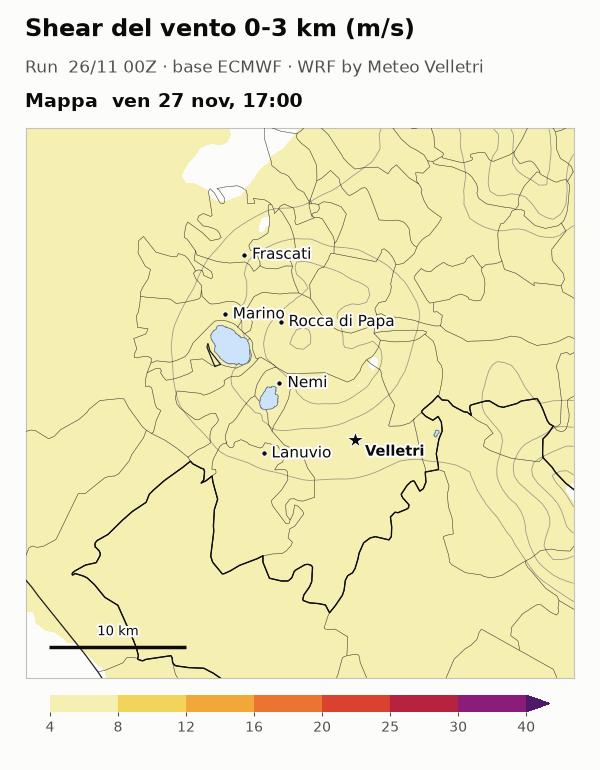 Shear del vento 0-3 km (m/s)
Run  26/11 00Z · base ECMWF · WRF by Meteo Velletri
Mappa  ven 27 nov, 17:00
Frascati
Marino
Rocca di Papa
Nemi
Velletri
Lanuvio
10 km
4 8 12 16 20 25 30 40